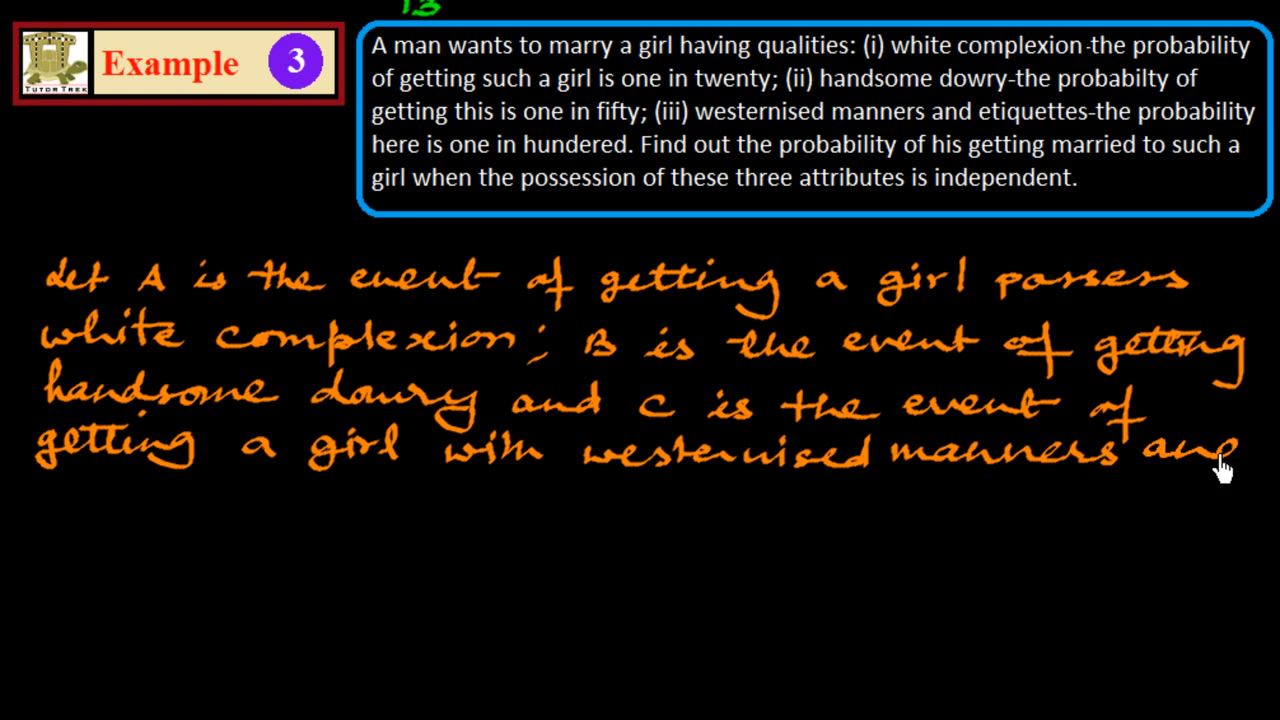 13
TUTOR TREK
Example 3
A man wants to marry a girl having qualities: (i) white complexion-the probability
of getting such a girl is one in twenty; (ii) handsome dowry-the probabilty of
getting this is one in fifty; (iii) westernised manners and etiquettes-the probability
here is one in hundered. Find out the probability of his getting married to such a
girl when the possession of these three attributes is independent.
Let A is the event of getting a girl possess
white complexion; B is the event of getting
handsome dowry and C is the event of
getting a girl with westernised manners and